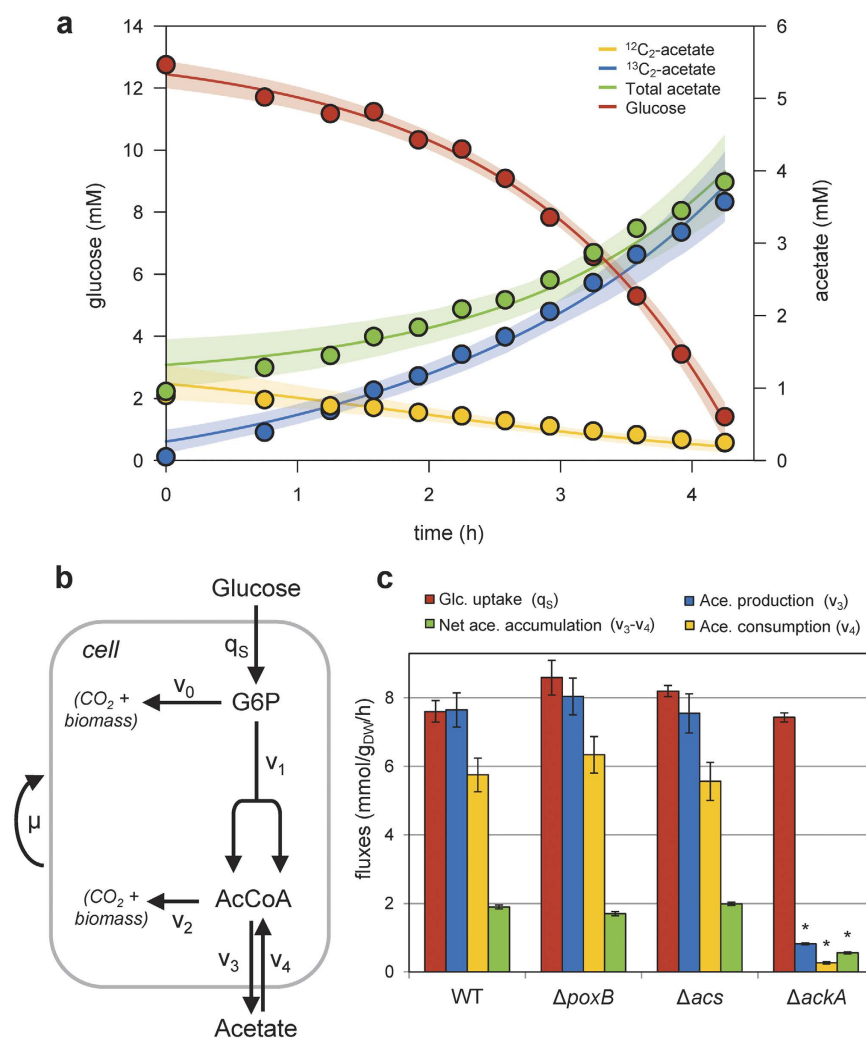 a
14
12
10
8
6
4
2
0
glucose (mM)
6
5
4
3
2
1
0
acetate (mM)
¹²C₂-acetate
¹³C₂-acetate
Total acetate
Glucose
0 1 2 3 4
time (h)
b
Glucose
cell
qS
(CO₂ +
biomass)
v₀
G6P
v₁
μ
(CO₂ +
biomass)
v₂
AcCoA
v₃
v₄
Acetate
c
Glc. uptake (qS)
Ace. production (v₃)
Net ace. accumulation (v₃-v₄)
Ace. consumption (v₄)
8
6
4
2
0
fluxes (mmol/gDW/h)
* * *
WT ΔpoxB Δacs ΔackA